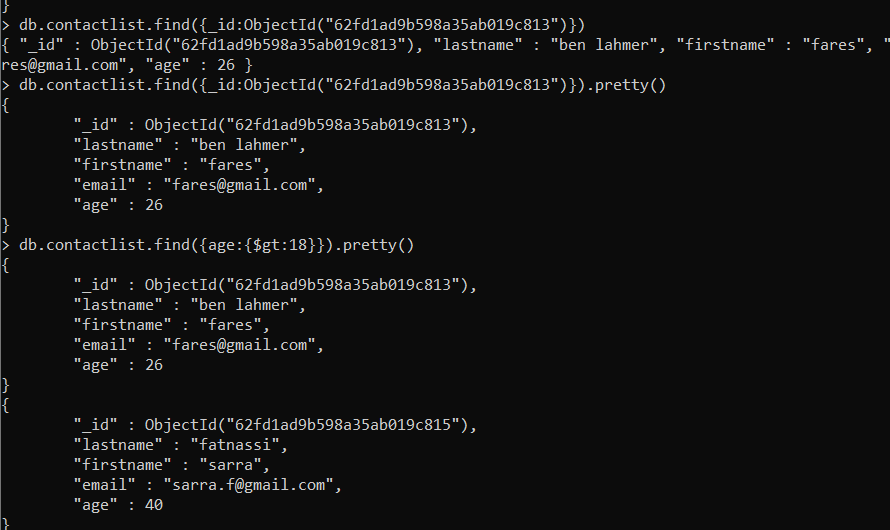 }
> db.contactlist.find({_id:ObjectId("62fd1ad9b598a35ab019c813")})
{ "_id" : ObjectId("62fd1ad9b598a35ab019c813"), "lastname" : "ben lahmer", "firstname" : "fares", "
res@gmail.com", "age" : 26 }
> db.contactlist.find({_id:ObjectId("62fd1ad9b598a35ab019c813")}).pretty()
{
        "_id" : ObjectId("62fd1ad9b598a35ab019c813"),
        "lastname" : "ben lahmer",
        "firstname" : "fares",
        "email" : "fares@gmail.com",
        "age" : 26
}
> db.contactlist.find({age:{$gt:18}}).pretty()
{
        "_id" : ObjectId("62fd1ad9b598a35ab019c813"),
        "lastname" : "ben lahmer",
        "firstname" : "fares",
        "email" : "fares@gmail.com",
        "age" : 26
}
{
        "_id" : ObjectId("62fd1ad9b598a35ab019c815"),
        "lastname" : "fatnassi",
        "firstname" : "sarra",
        "email" : "sarra.f@gmail.com",
        "age" : 40
}